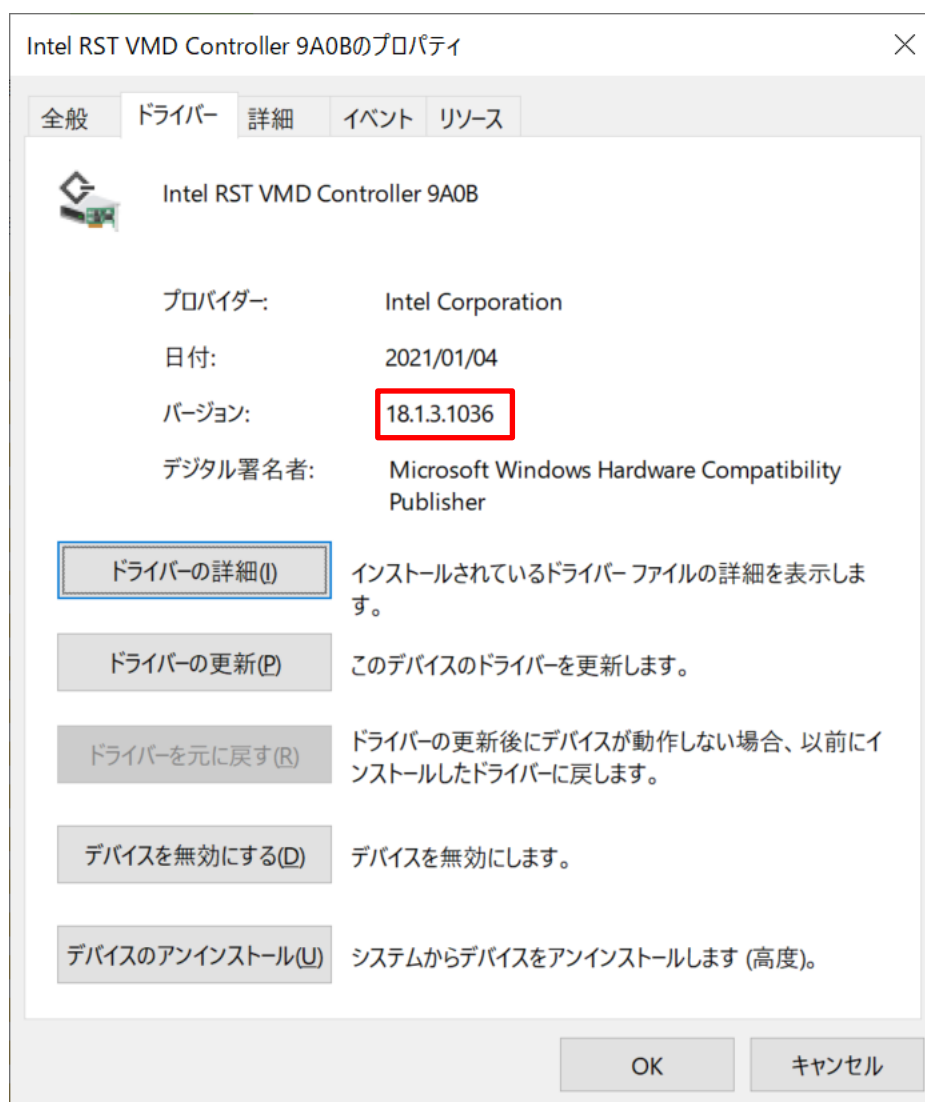 Intel RST VMD Controller 9A0Bのプロパティ
全般 ドライバー 詳細 イベント リソース
Intel RST VMD Controller 9A0B
プロバイダー: Intel Corporation
日付: 2021/01/04
バージョン: 18.1.3.1036
デジタル署名者: Microsoft Windows Hardware Compatibility
Publisher
ドライバーの詳細(I) インストールされているドライバー ファイルの詳細を表示しま
す。
ドライバーの更新(P) このデバイスのドライバーを更新します。
ドライバーを元に戻す(R) ドライバーの更新後にデバイスが動作しない場合、以前にイ
ンストールしたドライバーに戻します。
デバイスを無効にする(D) デバイスを無効にします。
デバイスのアンインストール(U) システムからデバイスをアンインストールします (高度)。
OK キャンセル